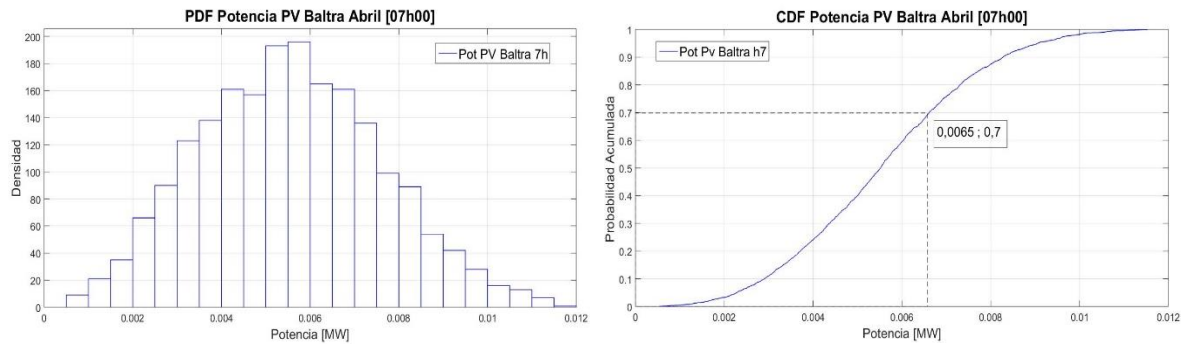 PDF Potencia PV Baltra Abril [07h00]
Pot PV Baltra 7h
Densidad
200
180
160
140
120
100
80
60
40
20
0
0 0.002 0.004 0.006 0.008 0.01 0.012
Potencia [MW]
CDF Potencia PV Baltra Abril [07h00]
Pot Pv Baltra h7
Probabilidad Acumulada
1
0.9
0.8
0.7
0.6
0.5
0.4
0.3
0.2
0.1
0
0,0065 ; 0,7
0 0.002 0.004 0.006 0.008 0.01 0.012
Potencia [MW]